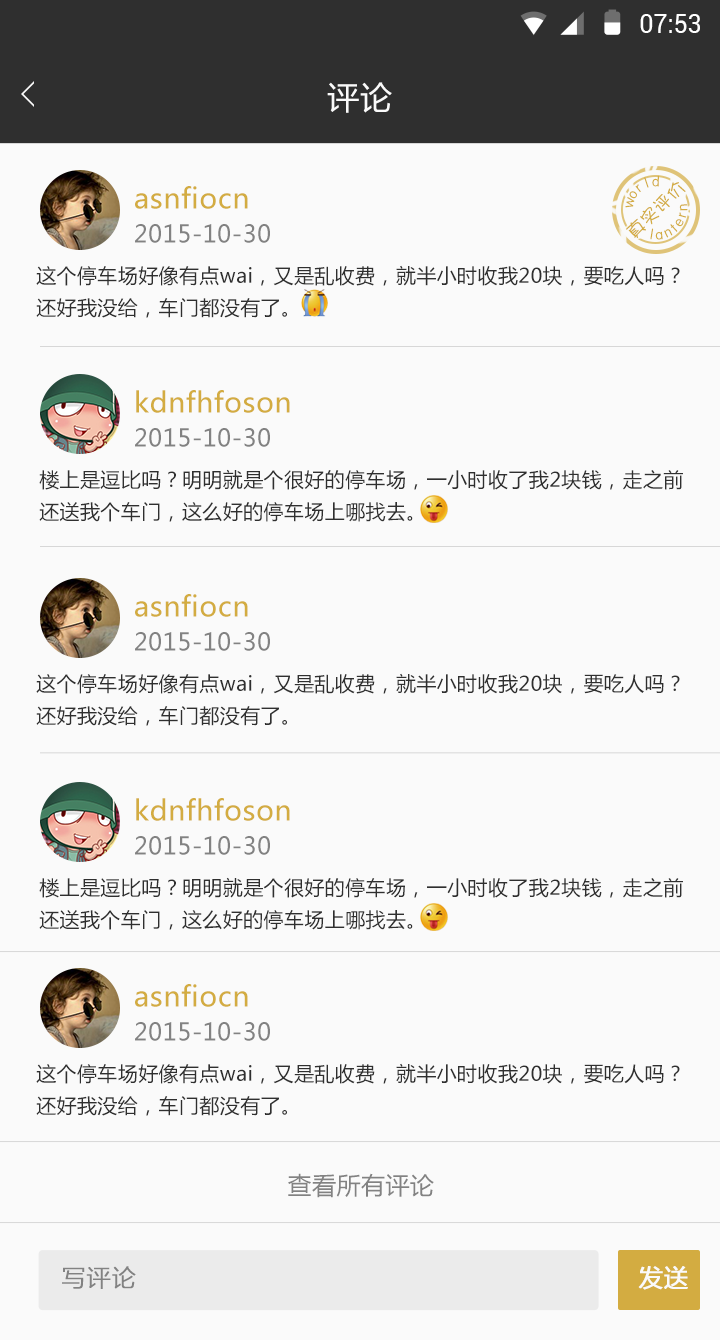 07:53
评论
asnfiocn
world
真实评价
lantern
2015-10-30
这个停车场好像有点wai，又是乱收费，就半小时收我20块，要吃人吗？
还好我没给，车门都没有了。
kdnfhfoson
2015-10-30
楼上是逗比吗？明明就是个很好的停车场，一小时收了我2块钱，走之前
还送我个车门，这么好的停车场上哪找去。
asnfiocn
2015-10-30
这个停车场好像有点wai，又是乱收费，就半小时收我20块，要吃人吗？
还好我没给，车门都没有了。
kdnfhfoson
2015-10-30
楼上是逗比吗？明明就是个很好的停车场，一小时收了我2块钱，走之前
还送我个车门，这么好的停车场上哪找去。
asnfiocn
2015-10-30
这个停车场好像有点wai，又是乱收费，就半小时收我20块，要吃人吗？
还好我没给，车门都没有了。
查看所有评论
写评论
发送